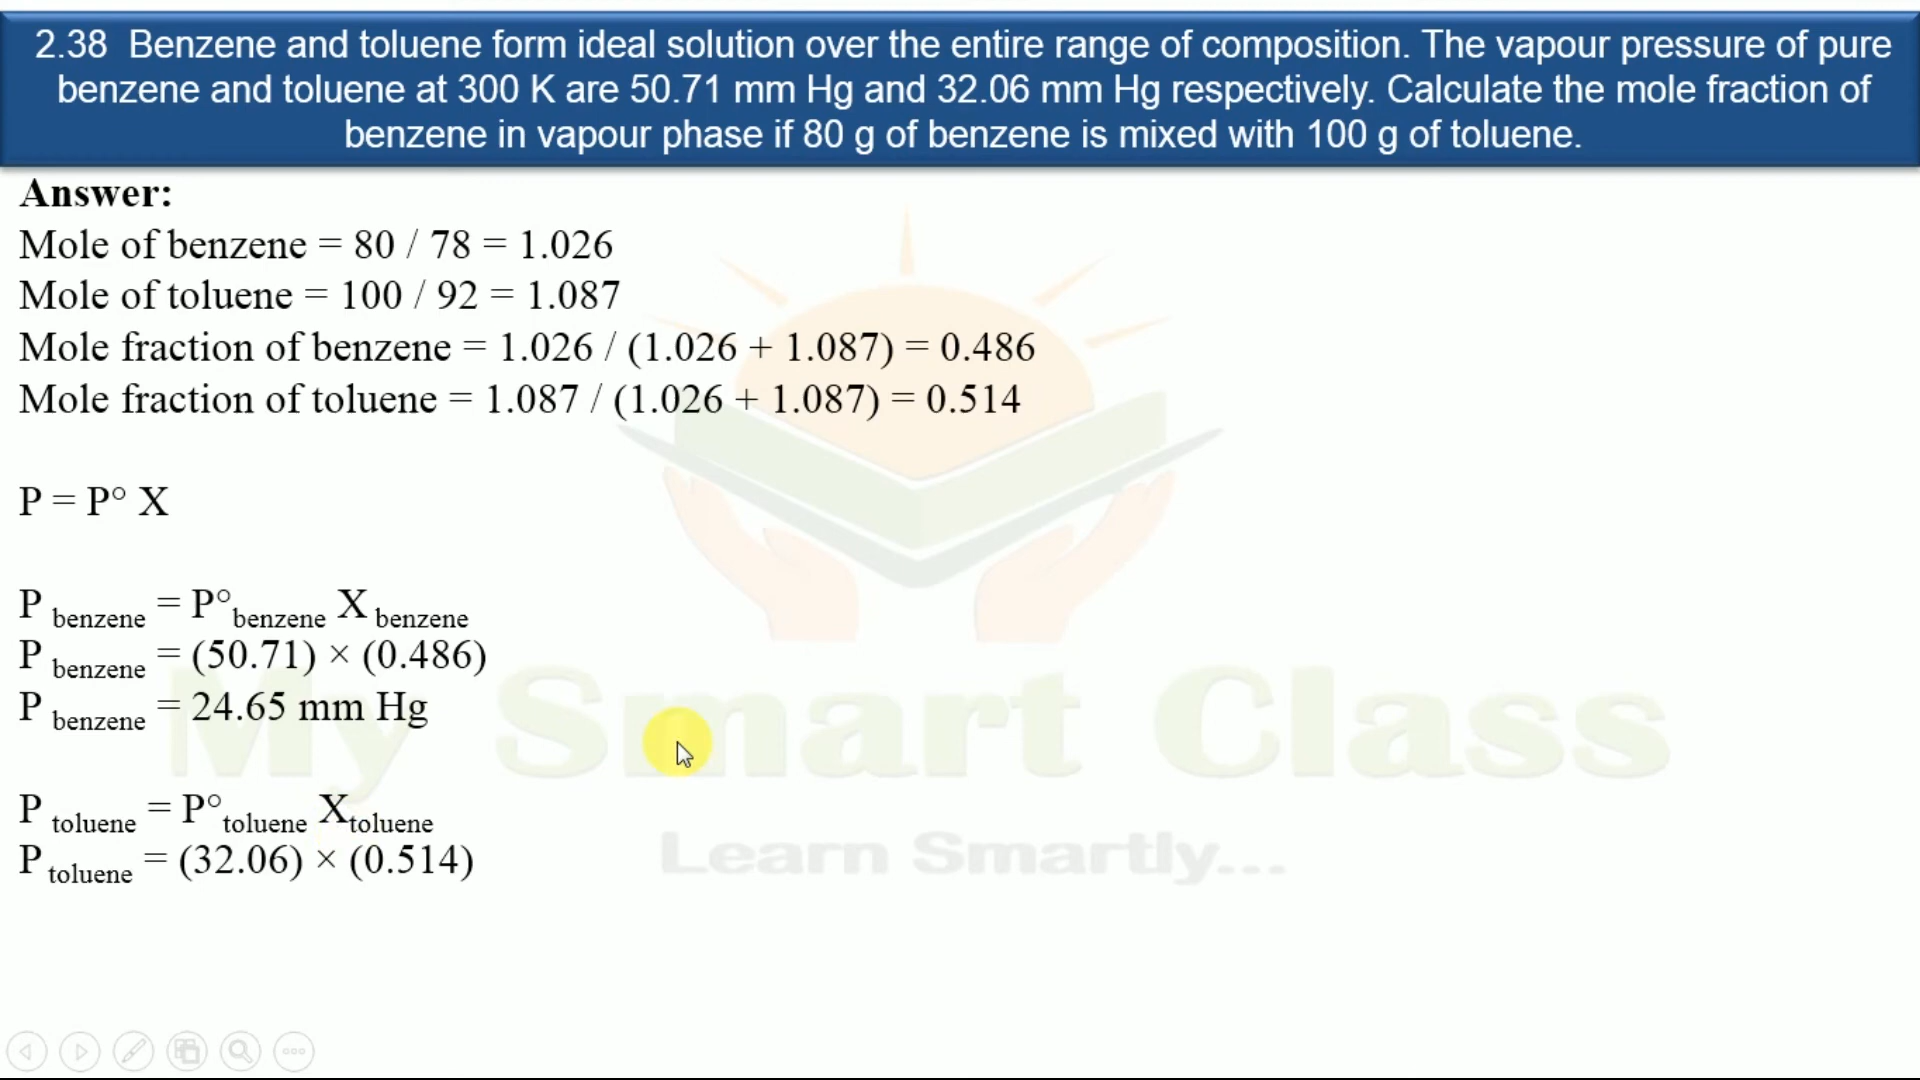 2.38 Benzene and toluene form ideal solution over the entire range of composition. The vapour pressure of pure
benzene and toluene at 300 K are 50.71 mm Hg and 32.06 mm Hg respectively. Calculate the mole fraction of
benzene in vapour phase if 80 g of benzene is mixed with 100 g of toluene.
Answer:
Mole of benzene = 80 / 78 = 1.026
Mole of toluene = 100 / 92 = 1.087
Mole fraction of benzene = 1.026 / (1.026 + 1.087) = 0.486
Mole fraction of toluene = 1.087 / (1.026 + 1.087) = 0.514
P = P° X
P benzene = P°benzene X benzene
P benzene = (50.71) × (0.486)
P benzene = 24.65 mm Hg
P toluene = P°toluene Xtoluene
P toluene = (32.06) × (0.514)
My Smart Class
Learn Smartly...